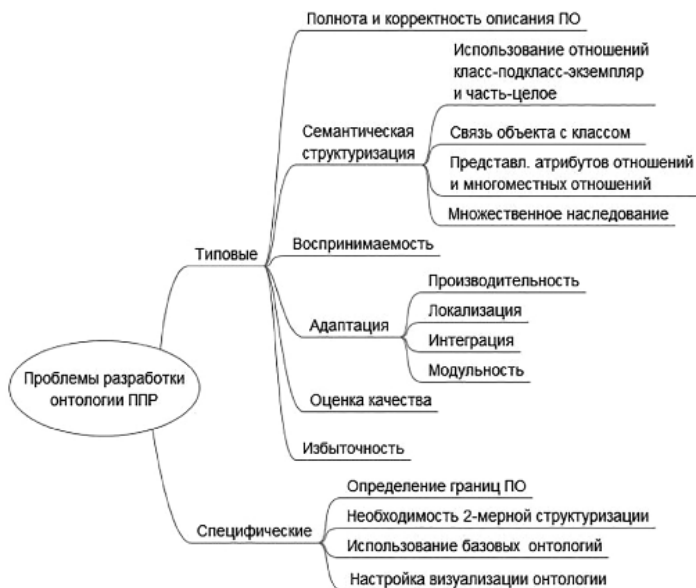 Полнота и корректность описания ПО
Использование отношений
класс-подкласс-экземпляр
и часть-целое
Семантическая
структуризация
Связь объекта с классом
Представл. атрибутов отношений
и многоместных отношений
Множественное наследование
Типовые
Воспринимаемость
Производительность
Локализация
Адаптация
Интеграция
Модульность
Проблемы разработки
онтологии ППР
Оценка качества
Избыточность
Определение границ ПО
Необходимость 2-мерной структуризации
Специфические
Использование базовых онтологий
Настройка визуализации онтологии